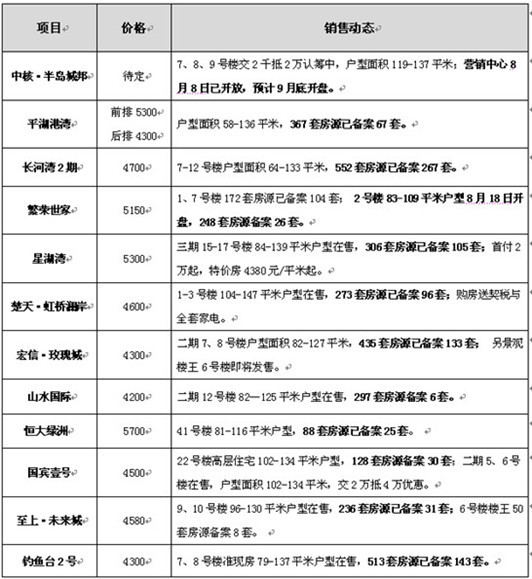 项目 价格 销售动态
中核·半岛城邦 待定 7、8、9号楼交2千抵2万认筹中，户型面积119-137平米；营销中心8
月8日已开放，预计9月底开盘。
平湖港湾 前排5300
后排4300 户型面积58-136平米，367套房源已备案67套。
长河湾2期 4700 7-12号楼户型面积64-133平米，552套房源已备案267套。
繁荣世家 5150 1、7号楼172套房源已备案104套； 2号楼83-109平米户型8月18日开
盘，248套房源备案26套。
星湖湾 5300 三期15-17号楼84-139平米户型在售，306套房源已备案105套；首付2
万起，特价房4380元/平米起。
楚天·虹桥湘岸 4600 1-3号楼104-147平米户型在售，273套房源已备案96套；购房送契税与
全套家电。
宏信·玫瑰城 4300 二期7、8号楼户型面积82-127平米，435套房源已备案133套； 另景观
楼王6号楼即将发售。
山水国际 4200 二期12号楼82—125平米户型在售，297套房源备案6套。
恒大绿洲 5700 41号楼81-116平米户型，88套房源已备案25套。
国宾壹号 4500 22号楼高层住宅102-134平米户型，128套房源备案30套；二期5、6号
楼在售，户型面积102-134平米，交2万抵4万优惠。
至上·未来城 4580 9、10号楼96-130平米户型在售，236套房源已备案31套；6号楼楼王50
套房源备案8套。
钓鱼台2号 4300 7、8号楼准现房79-137平米户型在售，513套房源已备案143套。